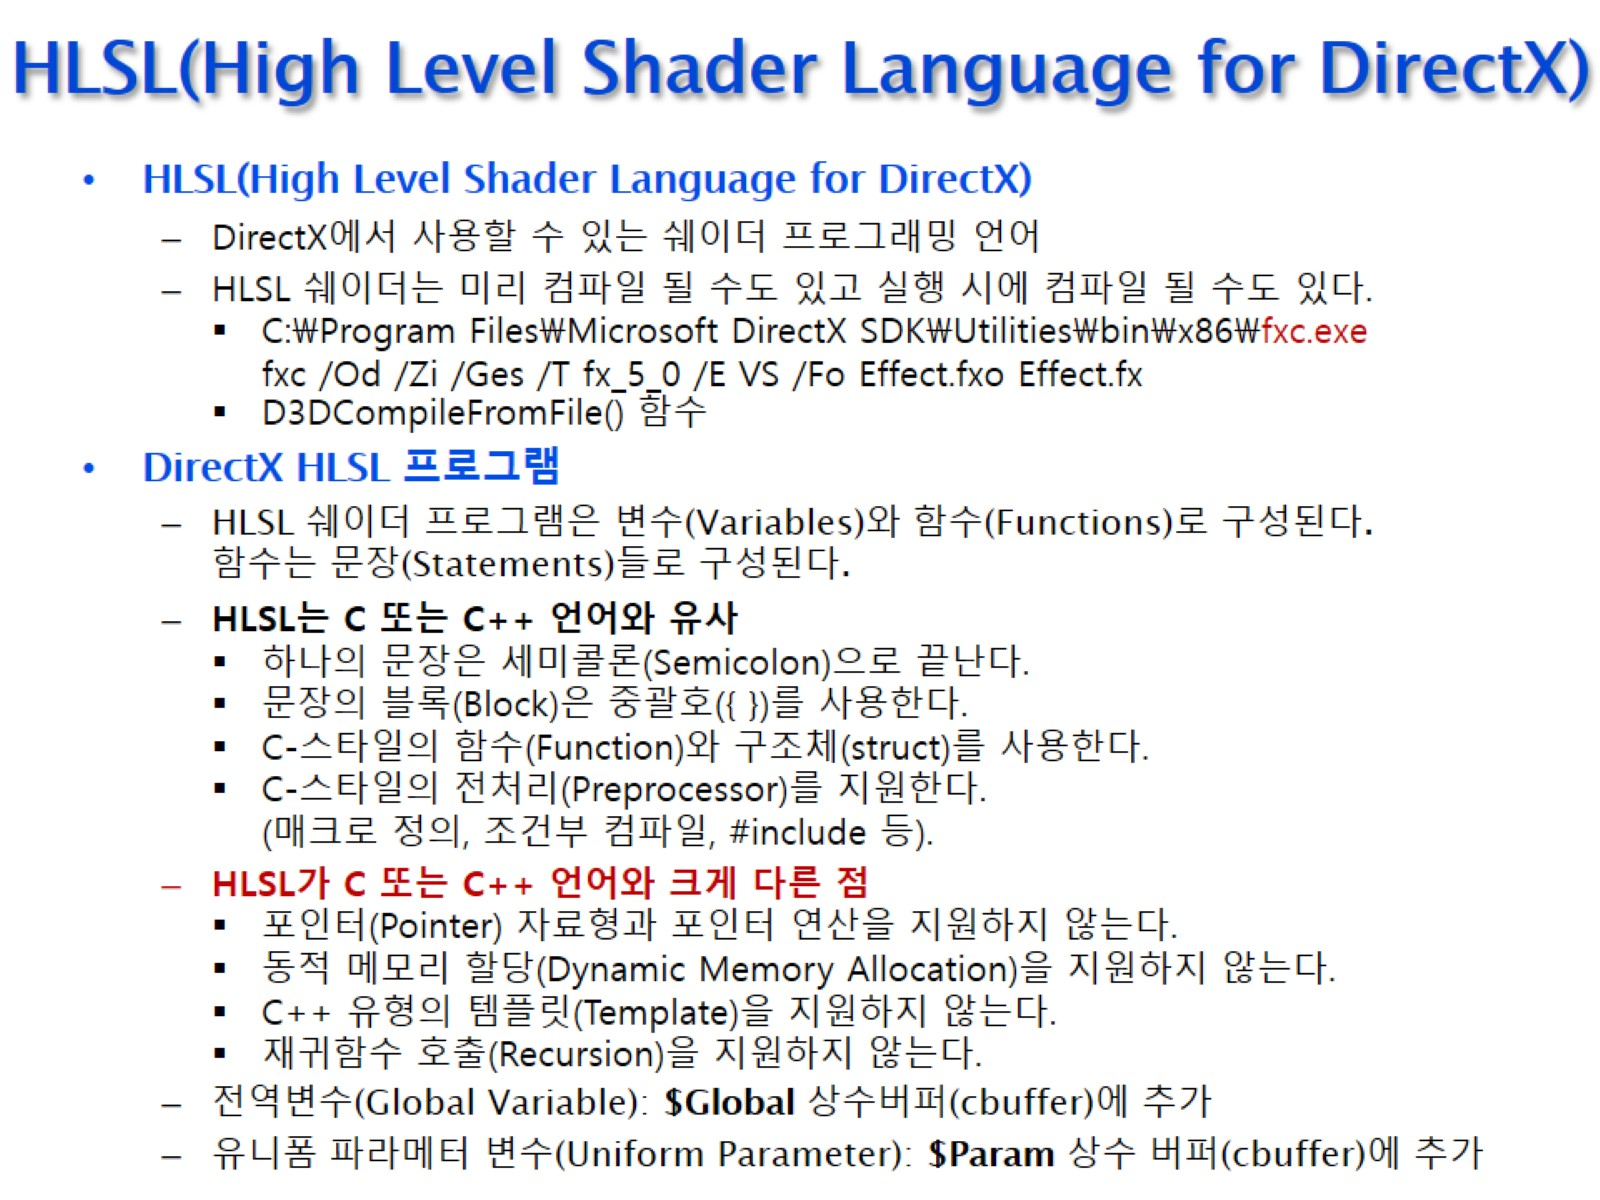 HLSL(High Level Shader Language for DirectX)
• HLSL(High Level Shader Language for DirectX)
– DirectX에서 사용할 수 있는 쉐이더 프로그래밍 언어
– HLSL 쉐이더는 미리 컴파일 될 수도 있고 실행 시에 컴파일 될 수도 있다.
▪ C:₩Program Files₩Microsoft DirectX SDK₩Utilities₩bin₩x86₩fxc.exe
fxc /Od /Zi /Ges /T fx_5_0 /E VS /Fo Effect.fxo Effect.fx
▪ D3DCompileFromFile() 함수
• DirectX HLSL 프로그램
– HLSL 쉐이더 프로그램은 변수(Variables)와 함수(Functions)로 구성된다.
함수는 문장(Statements)들로 구성된다.
– HLSL는 C 또는 C++ 언어와 유사
▪ 하나의 문장은 세미콜론(Semicolon)으로 끝난다.
▪ 문장의 블록(Block)은 중괄호({ })를 사용한다.
▪ C-스타일의 함수(Function)와 구조체(struct)를 사용한다.
▪ C-스타일의 전처리(Preprocessor)를 지원한다.
(매크로 정의, 조건부 컴파일, #include 등).
– HLSL가 C 또는 C++ 언어와 크게 다른 점
▪ 포인터(Pointer) 자료형과 포인터 연산을 지원하지 않는다.
▪ 동적 메모리 할당(Dynamic Memory Allocation)을 지원하지 않는다.
▪ C++ 유형의 템플릿(Template)을 지원하지 않는다.
▪ 재귀함수 호출(Recursion)을 지원하지 않는다.
– 전역변수(Global Variable): $Global 상수버퍼(cbuffer)에 추가
– 유니폼 파라메터 변수(Uniform Parameter): $Param 상수 버퍼(cbuffer)에 추가